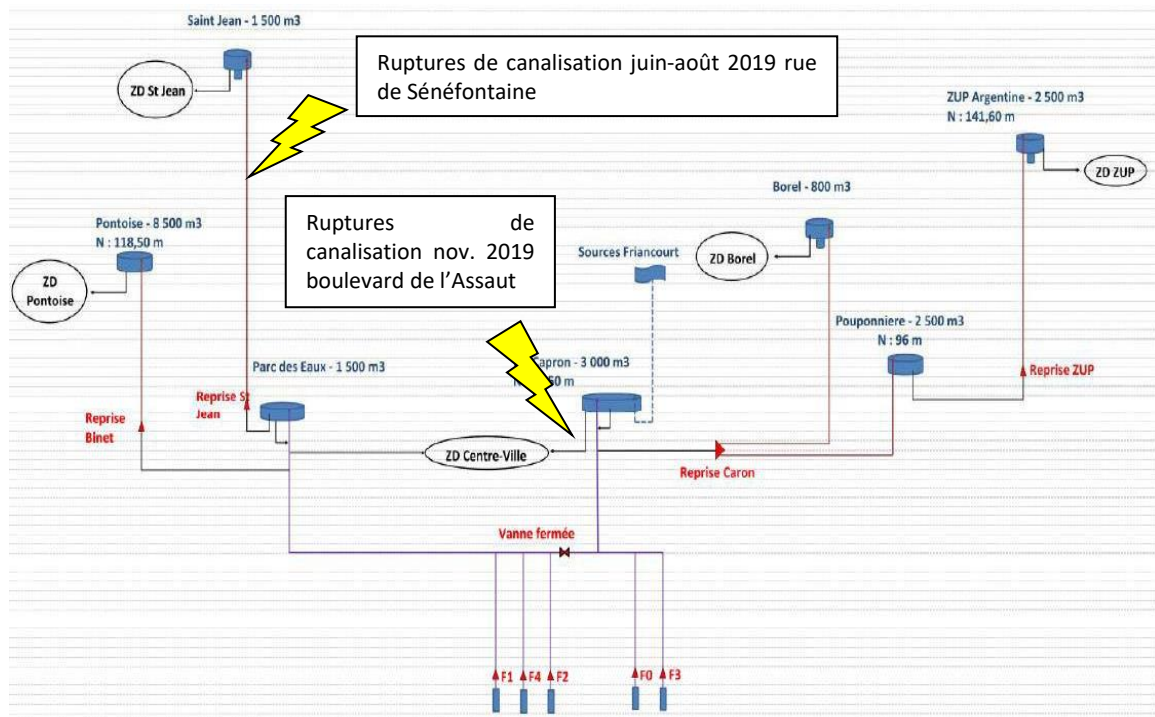 Saint Jean - 1 500 m3
Ruptures de canalisation juin-août 2019 rue
de Sénéfontaine
ZD St Jean
ZUP Argentine - 2 500 m3
N : 141,60 m
ZD ZUP
Ruptures de
canalisation nov. 2019
boulevard de l’Assaut
Borel - 800 m3
Pontoise - 8 500 m3
N : 118,50 m
Sources Friancourt
ZD Borel
ZD
Pontoise
Pouponniere - 2 500 m3
N : 96 m
Parc des Eaux - 1 500 m3
- 3 000 m3
Reprise ZUP
Reprise
Jean
Reprise
Binet
ZD Centre-Ville
Reprise Caron
Vanne fermée
F1
F4
F2
F0
F3